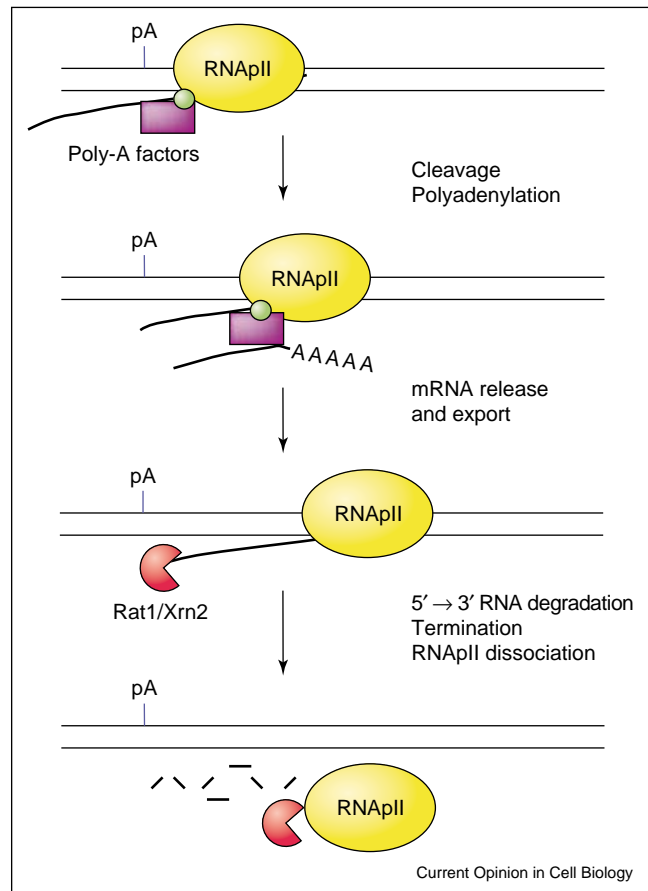 pA
RNApII
Poly-A factors
Cleavage
Polyadenylation
pA
RNApII
AAAAA
mRNA release
and export
pA
RNApII
Rat1/Xrn2
5′ → 3′ RNA degradation
Termination
RNApII dissociation
pA
RNApII
Current Opinion in Cell Biology